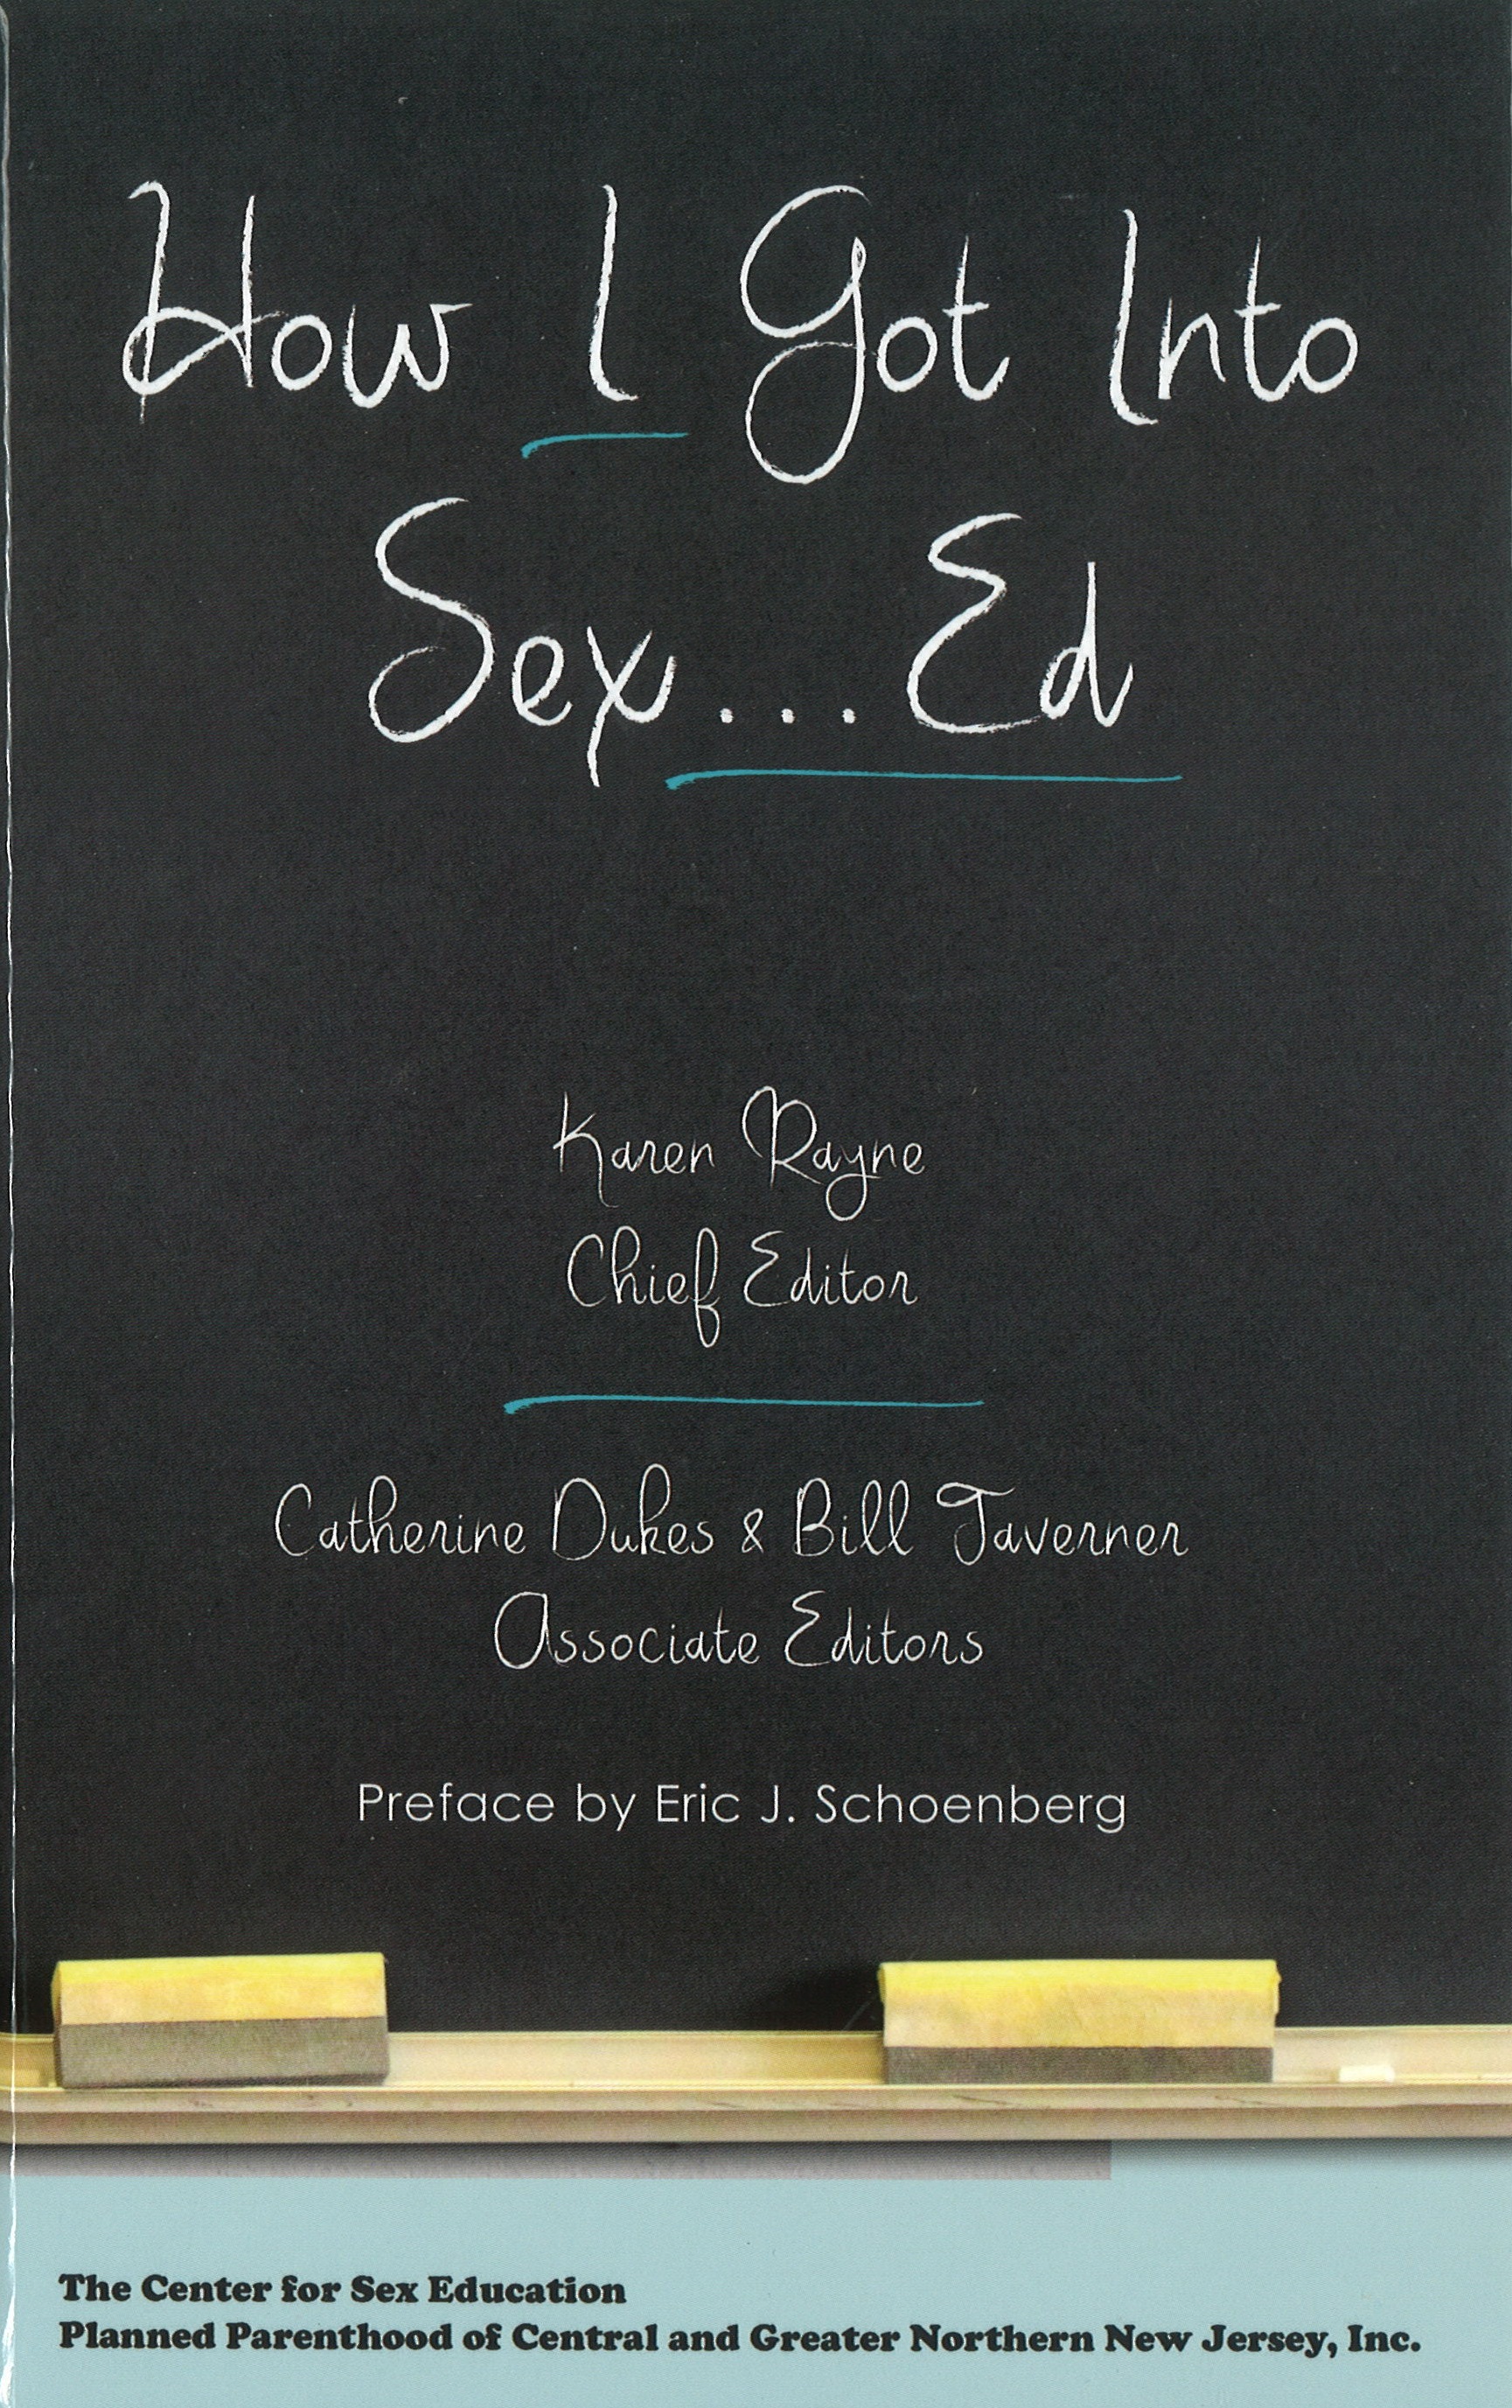 How I Got Into
Sex...Ed
Karen Rayne
Chief Editor
Catherine Dukes & Bill Taverner
Associate Editors
Preface by Eric J. Schoenberg
The Center for Sex Education
Planned Parenthood of Central and Greater Northern New Jersey, Inc.